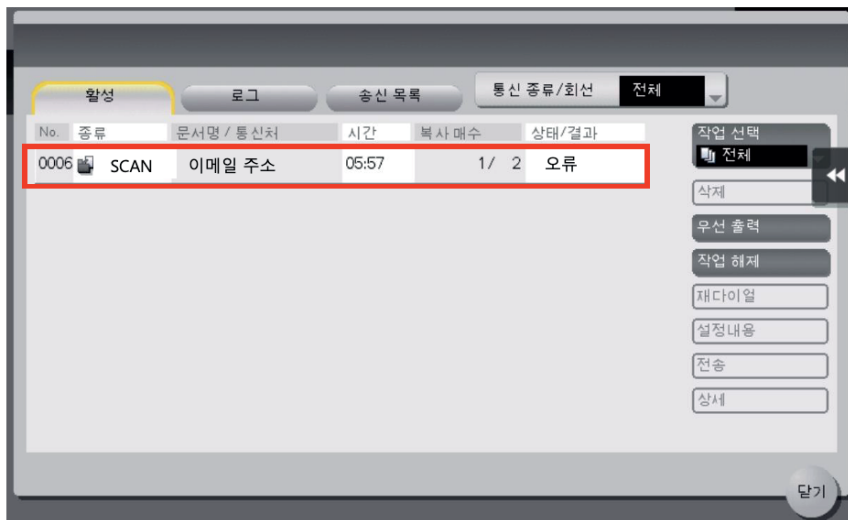 활성 로그 송신 목록 통신 종류/회선 전체
No. 종류 문서명 / 통신처 시간 복사 매수 상태/결과 작업 선택
전체
0006 SCAN 이메일 주소 05:57 1/ 2 오류
삭제
우선 출력
작업 해제
재다이얼
설정내용
전송
상세
닫기